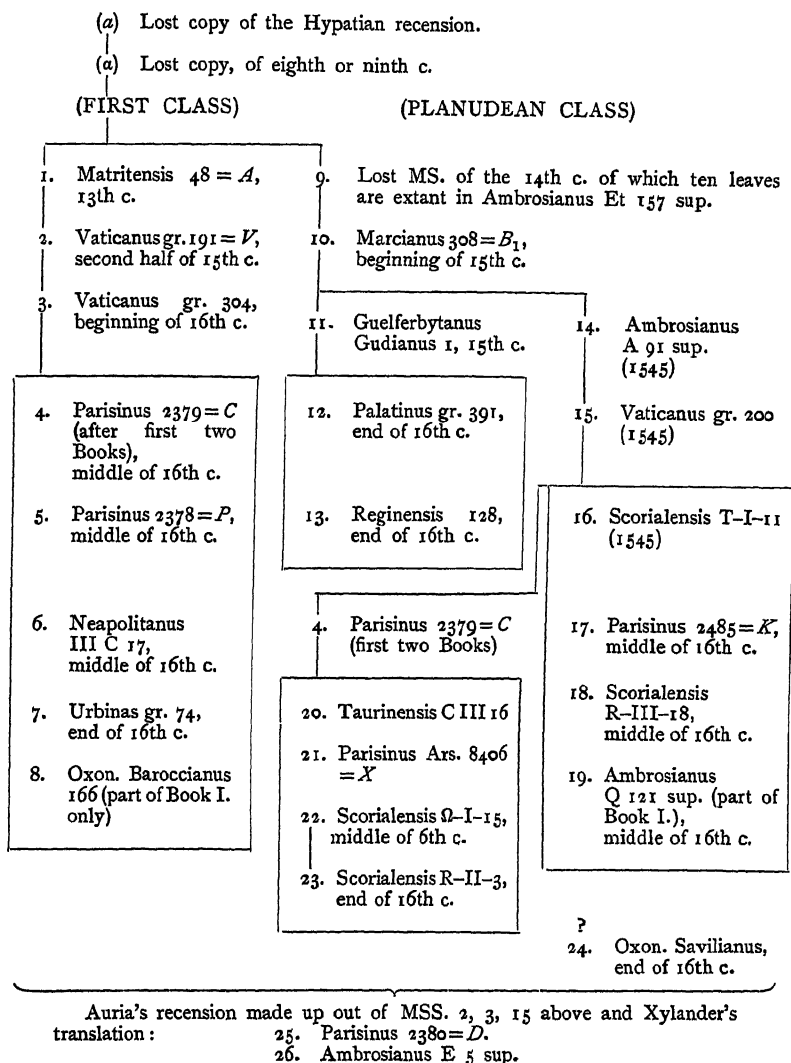 (a) Lost copy of the Hypatian recension.
(a) Lost copy, of eighth or ninth c.
(FIRST CLASS)
(PLANUDEAN CLASS)
1. Matritensis 48 = A,
13th c.
2. Vaticanus gr. 191 = V,
second half of 15th c.
3. Vaticanus gr. 304,
beginning of 16th c.
4. Parisinus 2379 = C
(after first two
Books),
middle of 16th c.
5. Parisinus 2378 = P,
middle of 16th c.
6. Neapolitanus
III C 17,
middle of 16th c.
7. Urbinas gr. 74,
end of 16th c.
8. Oxon. Baroccianus
166 (part of Book I.
only)
9. Lost MS. of the 14th c. of which ten leaves
are extant in Ambrosianus Et 157 sup.
10. Marcianus 308 = B1,
beginning of 15th c.
11. Guelferbytanus
Gudianus 1, 15th c.
12. Palatinus gr. 391,
end of 16th c.
13. Reginensis 128,
end of 16th c.
4. Parisinus 2379 = C
(first two Books)
20. Taurinensis C III 16
21. Parisinus Ars. 8406
= X
22. Scorialensis Ω–I–15,
middle of 6th c.
23. Scorialensis R–II–3,
end of 16th c.
14. Ambrosianus
A 91 sup.
(1545)
15. Vaticanus gr. 200
(1545)
16. Scorialensis T–I–11
(1545)
17. Parisinus 2485 = K,
middle of 16th c.
18. Scorialensis
R–III–18,
middle of 16th c.
19. Ambrosianus
Q 121 sup. (part of
Book I.),
middle of 16th c.
?
24. Oxon. Savilianus,
end of 16th c.
Auria's recension made up out of MSS. 2, 3, 15 above and Xylander's
translation :
25. Parisinus 2380 = D.
26. Ambrosianus E 5 sup.